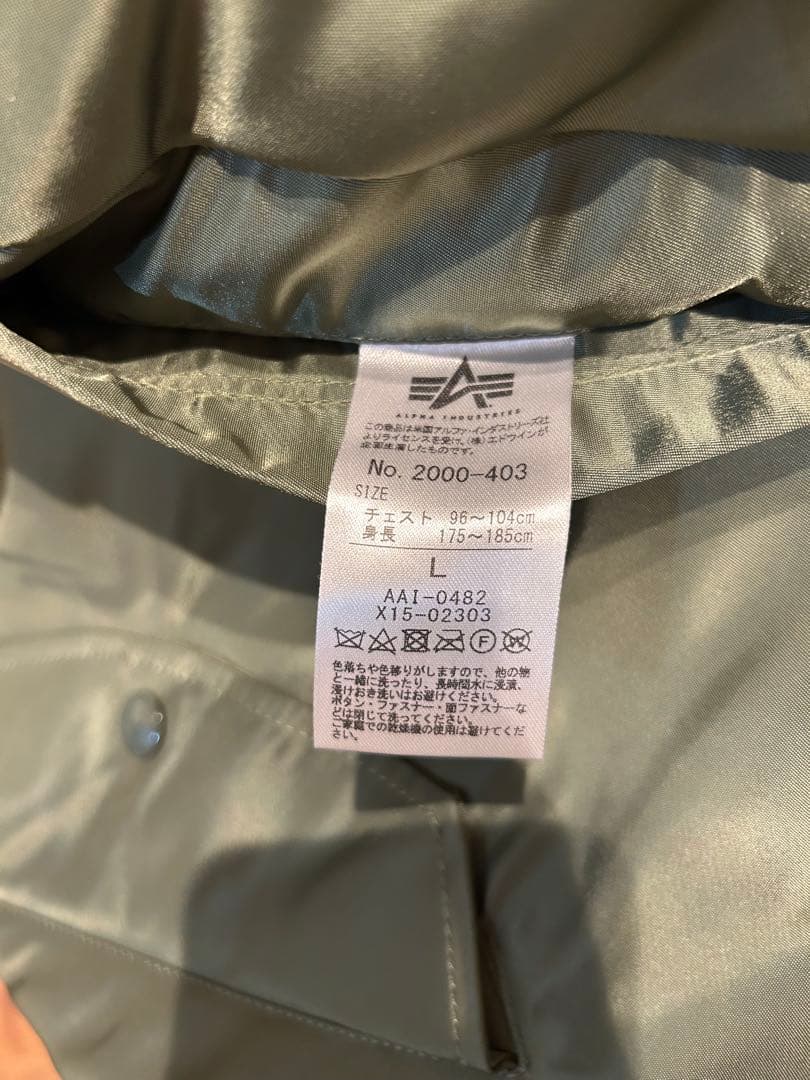 ALPHA INDUSTRIES
この商品は米国アルファ・インダストリーズ社
よりライセンスを受け、(株)エドウインが
企画生産したものです。
No. 2000-403
SIZE
チェスト 96～104cm
身長 175～185cm
L
AAI-0482
X15-02303
F W
色落ちや色移りがしますので、他の物
と一緒に洗ったり、長時間水に浸漬、
浸けおき洗いはお避けください。
ボタン・ファスナー・面ファスナーな
どは閉じて洗ってください。
ご家庭での乾燥機の使用は避けてくだ
さい。